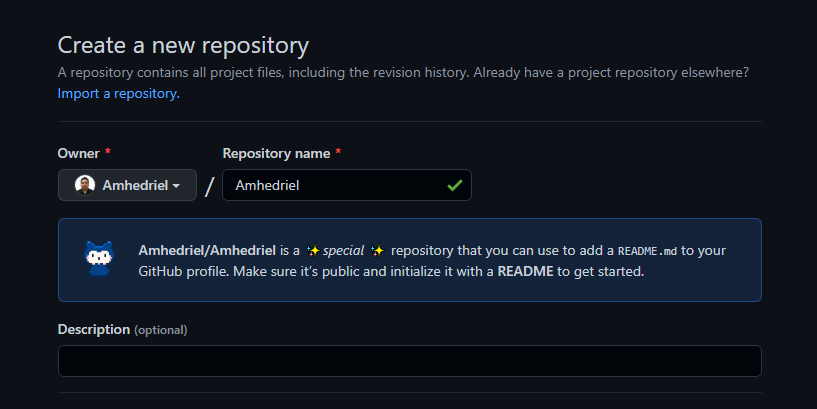 Create a new repository
A repository contains all project files, including the revision history. Already have a project repository elsewhere?
Import a repository.
Owner * Repository name *
Amhedriel / Amhedriel
Amhedriel/Amhedriel is a ✨ special ✨ repository that you can use to add a README.md to your
GitHub profile. Make sure it's public and initialize it with a README to get started.
Description (optional)